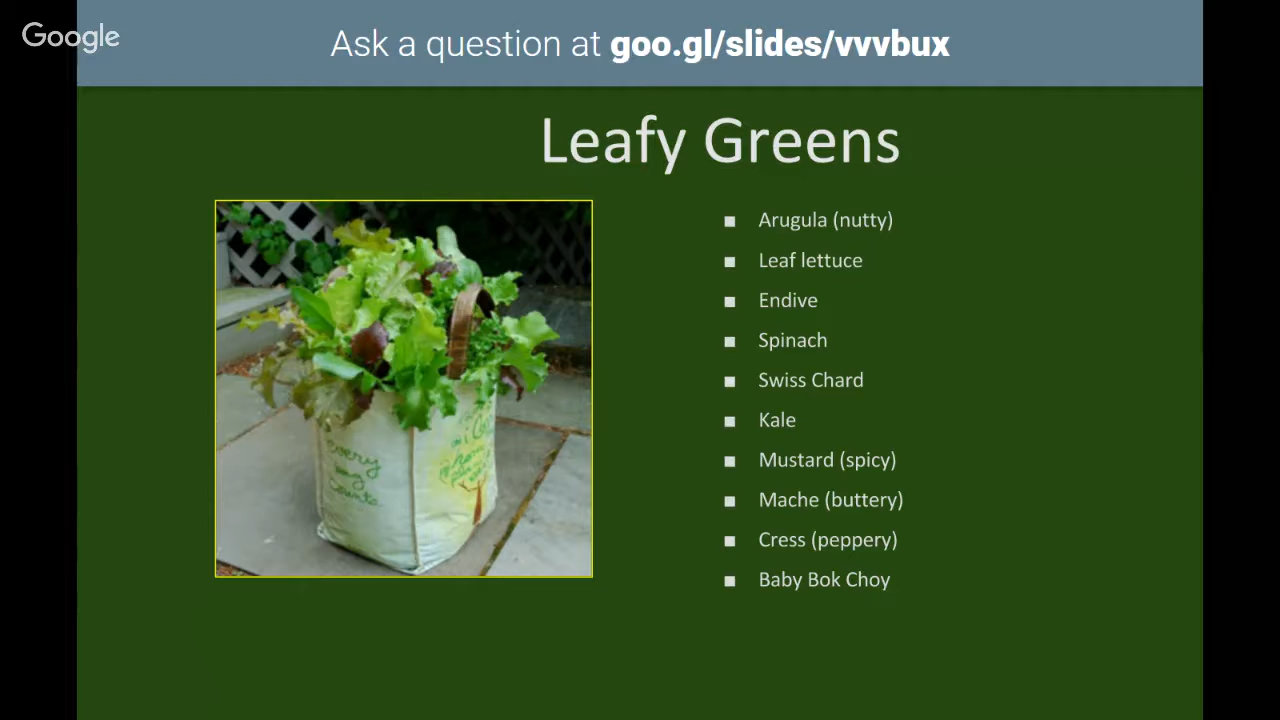 Google
Ask a question at goo.gl/slides/vvvbux
Leafy Greens
■ Arugula (nutty)
■ Leaf lettuce
■ Endive
■ Spinach
■ Swiss Chard
■ Kale
■ Mustard (spicy)
■ Mache (buttery)
■ Cress (peppery)
■ Baby Bok Choy
every